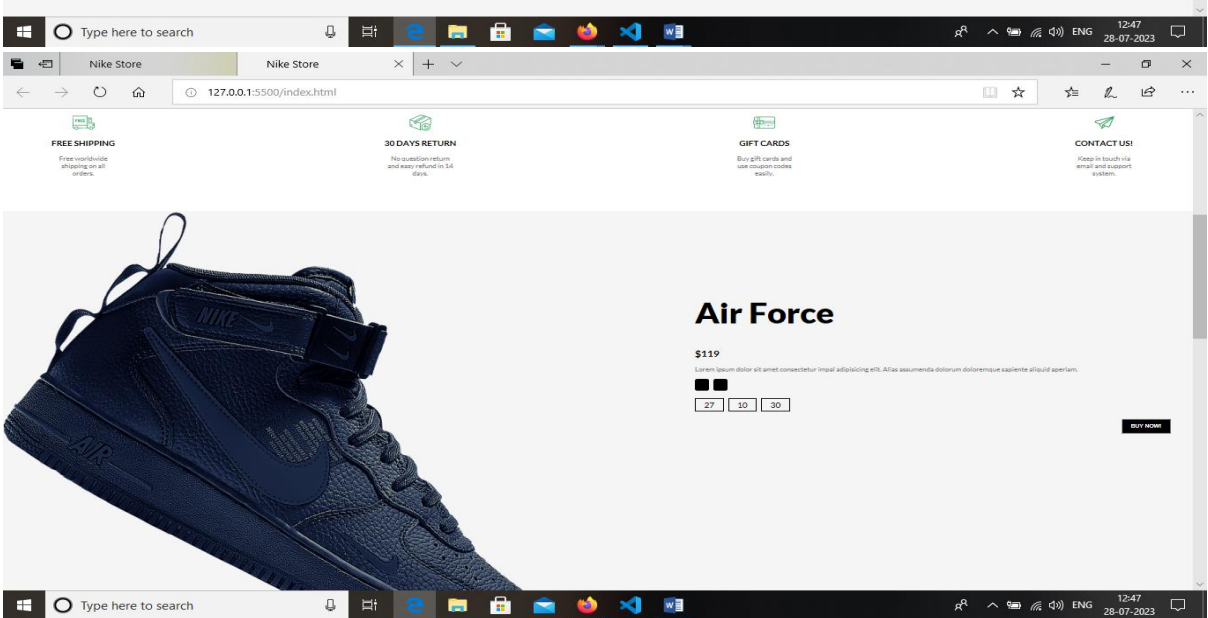 Type here to search
ENG
12:47
28-07-2023
Nike Store
Nike Store
127.0.0.1:5500/index.html
FREE
FREE SHIPPING
Free worldwide
shipping on all
orders.
30 DAYS RETURN
No question return
and easy refund in 14
days.
GIFT CARDS
Buy gift cards and
use coupon codes
easily.
CONTACT US!
Keep in touch via
email and support
system.
NIKE
AIR
Air Force
$119
Lorem ipsum dolor sit amet consectetur impal adipisicing elit. Alias assumenda dolorum doloremque sapiente aliquid aperiam.
27 10 30
BUY NOW!
Type here to search
ENG
12:47
28-07-2023